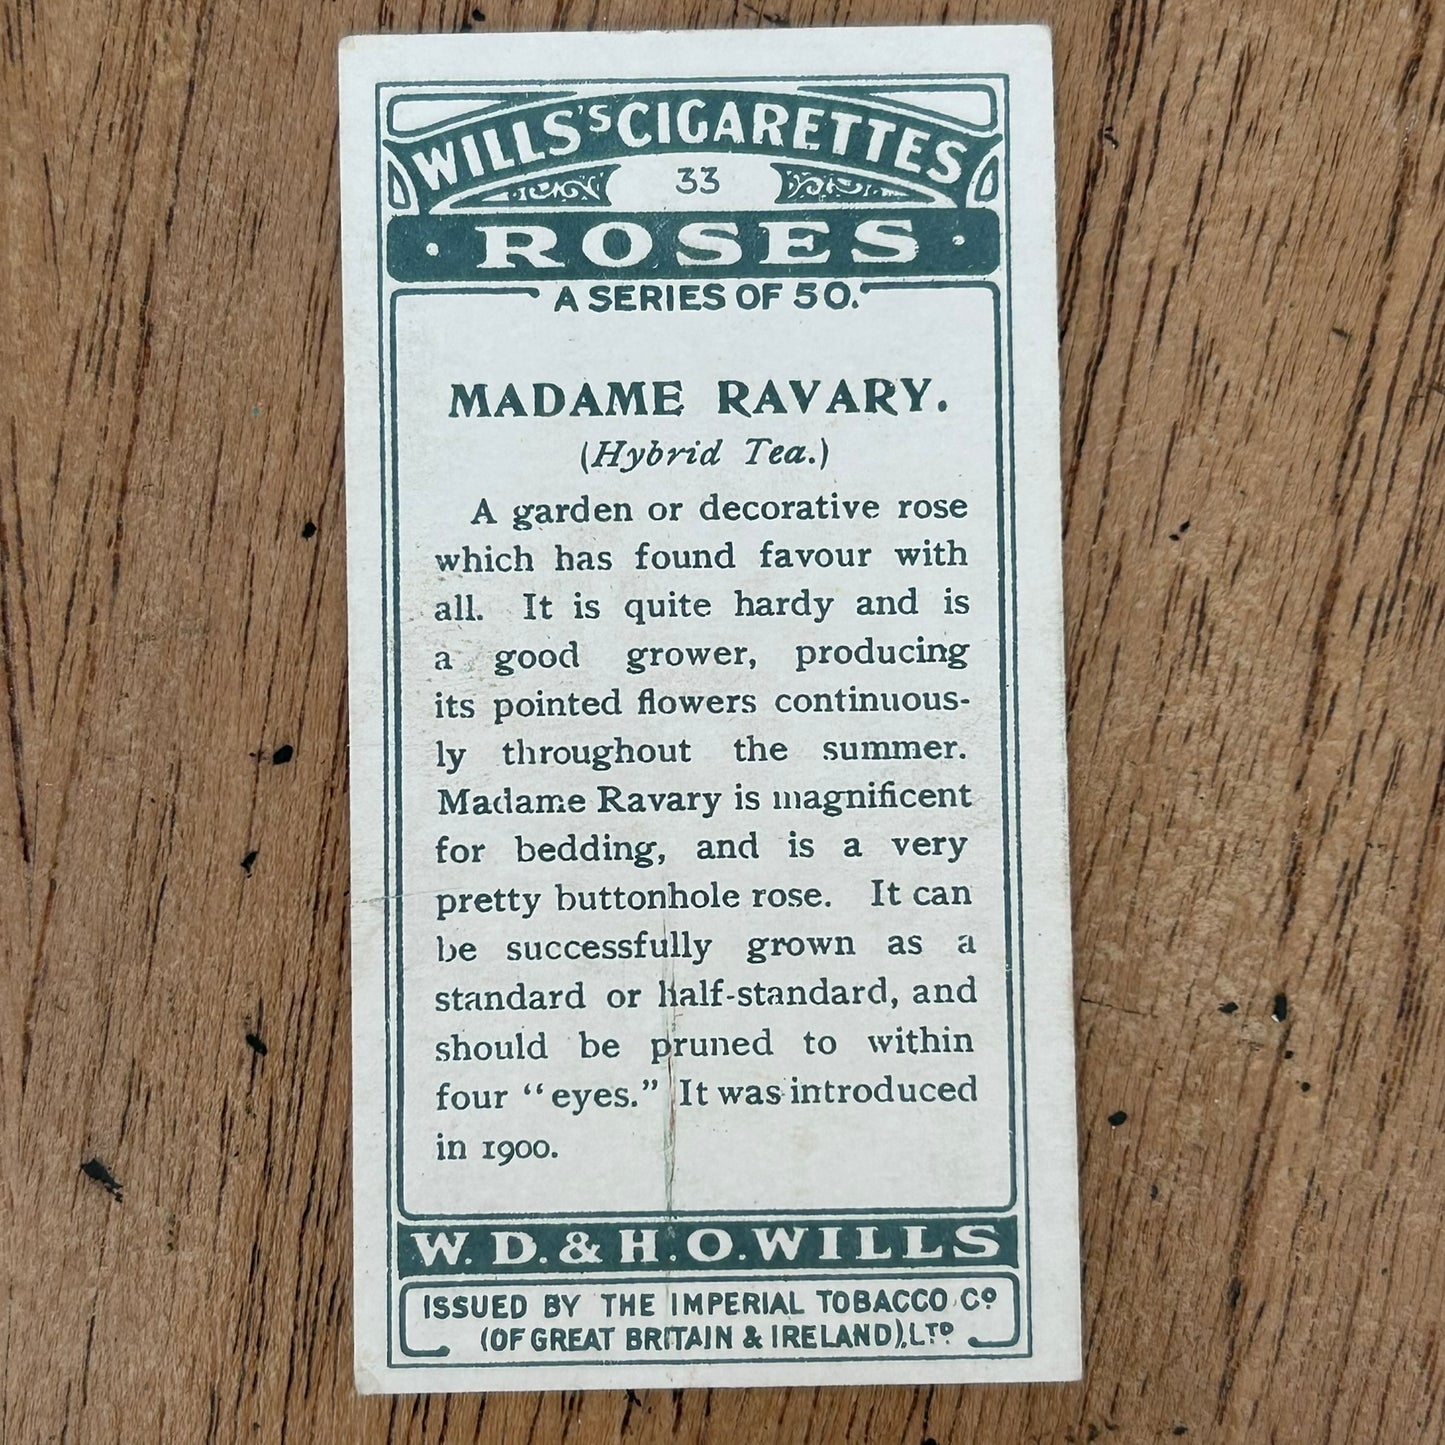 WILLS'S CIGARETTES
33
· ROSES ·
A SERIES OF 50.
MADAME RAVARY.
(Hybrid Tea.)
A garden or decorative rose
which has found favour with
all. It is quite hardy and is
a good grower, producing
its pointed flowers continuous-
ly throughout the summer.
Madame Ravary is magnificent
for bedding, and is a very
pretty buttonhole rose. It can
be successfully grown as a
standard or half-standard, and
should be pruned to within
four "eyes." It was introduced
in 1900.
W. D. & H. O. WILLS
ISSUED BY THE IMPERIAL TOBACCO Cº
(OF GREAT BRITAIN & IRELAND), LTD